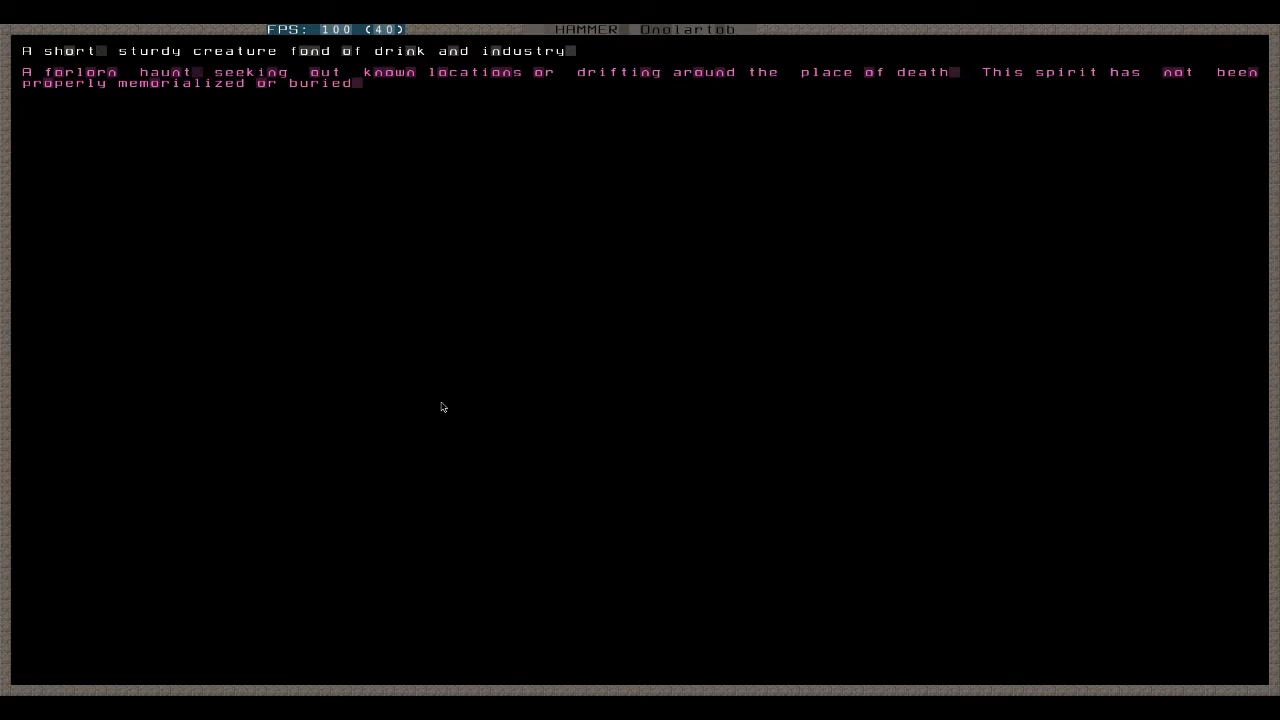 FPS: 100 (40) HAMMER Onolartob
A short sturdy creature fond of drink and industry
A forlorn haunt seeking out known locations or drifting around the place of death This spirit has not been
properly memorialized or buried